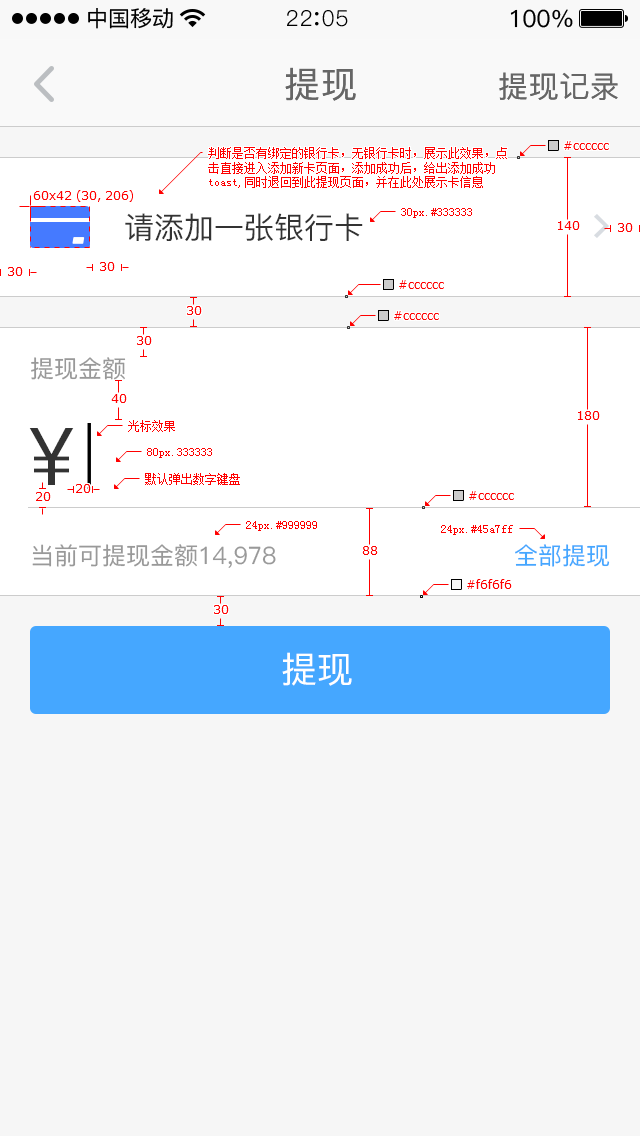 中国移动 22:05 100%
提现 提现记录
#cccccc
判断是否有绑定的银行卡，无银行卡时，展示此效果，点
击直接进入添加新卡页面，添加成功后，给出添加成功
toast,同时退回到此提现页面，并在此处展示卡信息
60x42 (30, 206)
请添加一张银行卡
30px.#333333
140
30
30
30
#cccccc
30
#cccccc
30
提现金额
40
180
光标效果
¥
80px.333333
默认弹出数字键盘
20
20
#cccccc
24px.#999999
24px.#45a7ff
当前可提现金额14,978
88
全部提现
#f6f6f6
30
提现